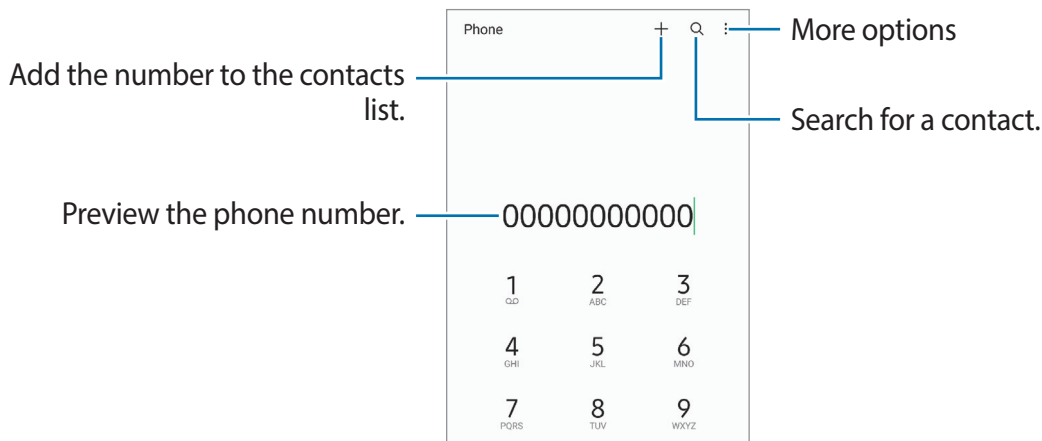 Phone
More options
Add the number to the contacts
list.
Search for a contact.
Preview the phone number.
00000000000
1 2 3
ABC DEF
4 5 6
GHI JKL MNO
7 8 9
PQRS TUV WXYZ